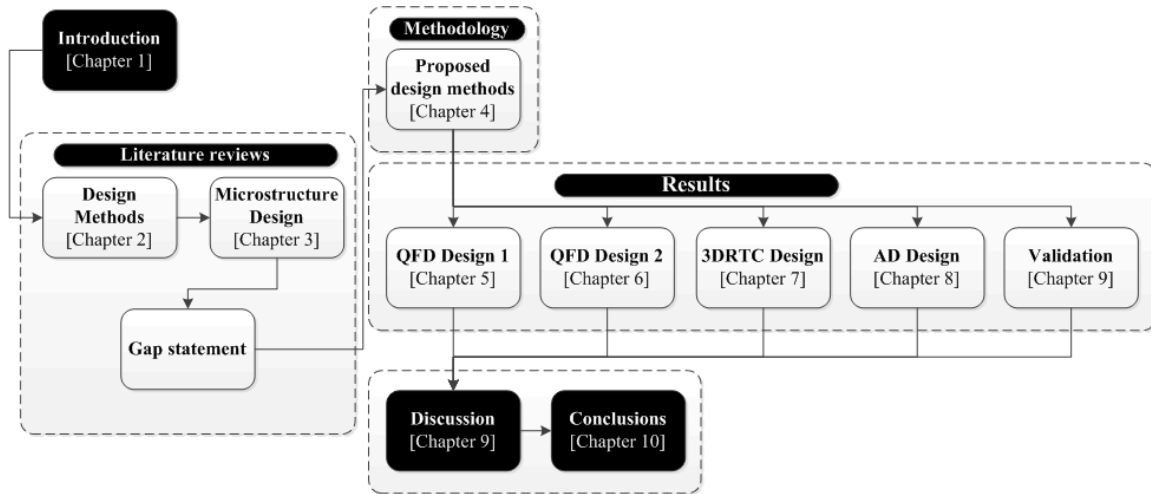 Introduction
[Chapter 1]
Literature reviews
Design
Methods
[Chapter 2]
Microstructure
Design
[Chapter 3]
Gap statement
Methodology
Proposed
design methods
[Chapter 4]
Results
QFD Design 1
[Chapter 5]
QFD Design 2
[Chapter 6]
3DRTC Design
[Chapter 7]
AD Design
[Chapter 8]
Validation
[Chapter 9]
Discussion
[Chapter 9]
Conclusions
[Chapter 10]